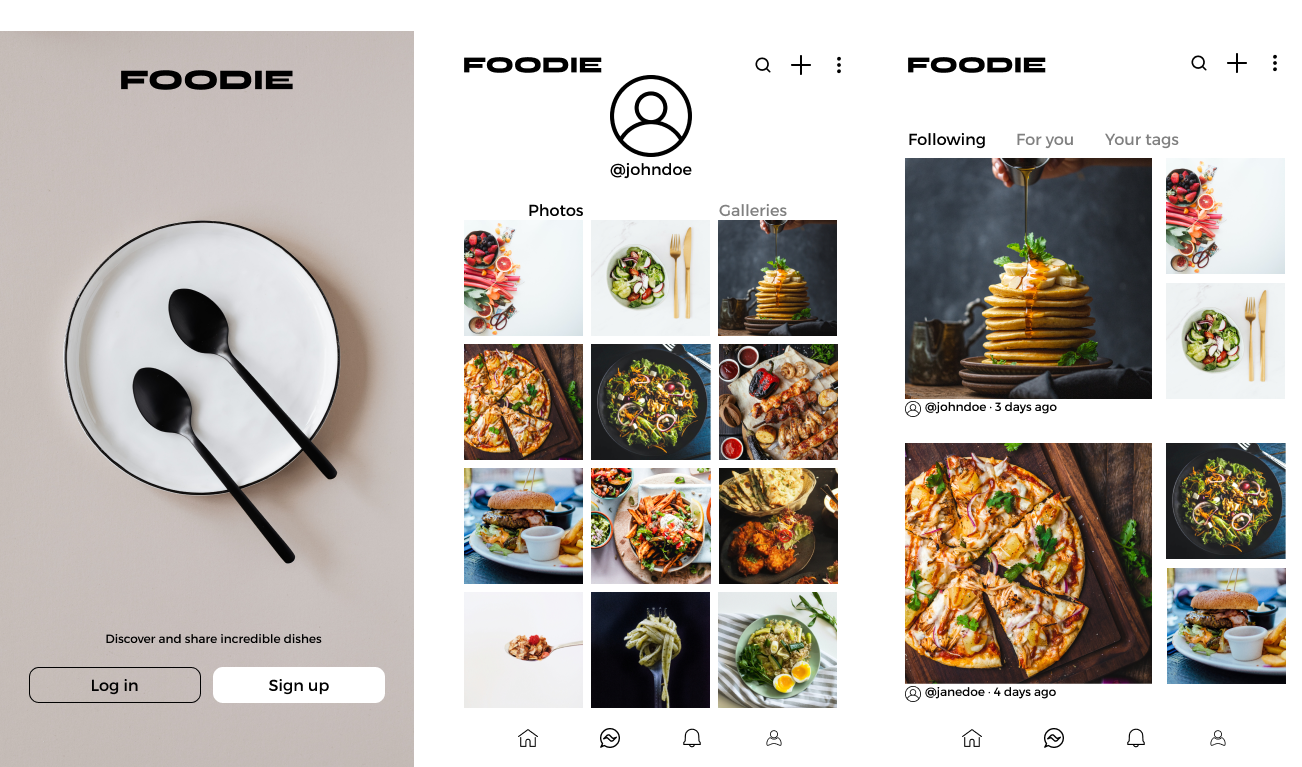 FOODIE
Discover and share incredible dishes
Log in
Sign up
FOODIE
@johndoe
Photos
Galleries
FOODIE
Following
For you
Your tags
@johndoe · 3 days ago
@janedoe · 4 days ago